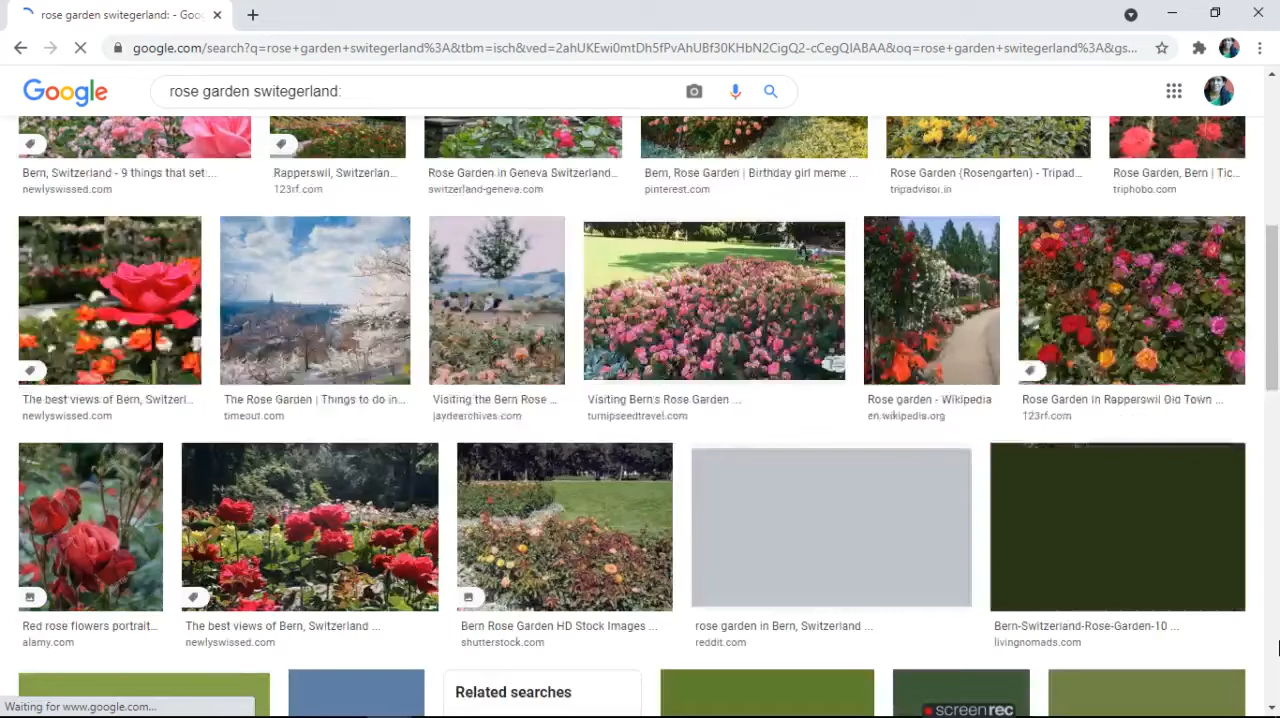 rose garden switegerland: - Goo
google.com/search?q=rose+garden+switegerland%3A&tbm=isch&ved=2ahUKEwi0mtDh5fPvAhUBf30KHbN2CigQ2-cCegQIABAA&oq=rose+garden+switegerland%3A&gs...
Google
rose garden switegerland:
Bern, Switzerland - 9 things that set ...
Rapperswil, Switzerlan...
Rose Garden in Geneva Switzerland...
Bern, Rose Garden | Birthday girl meme ...
Rose Garden (Rosengarten) - Tripad...
Rose Garden, Bern | Tic...
newlyswissed.com
123rf.com
switzerland-geneva.com
pinterest.com
tripadvisor.in
triphobo.com
The best views of Bern, Switzerl...
The Rose Garden | Things to do in...
Visiting the Bern Rose ...
Visiting Bern's Rose Garden ...
Rose garden - Wikipedia
Rose Garden in Rapperswil Old Town ...
newlyswissed.com
timeout.com
jaydearchives.com
turnipseedtravel.com
en.wikipedia.org
123rf.com
Red rose flowers portrait...
The best views of Bern, Switzerland ...
Bern Rose Garden HD Stock Images ...
rose garden in Bern, Switzerland ...
Bern-Switzerland-Rose-Garden-10 ...
alamy.com
newlyswissed.com
shutterstock.com
reddit.com
livingnomads.com
Related searches
Waiting for www.google.com...
screenrec